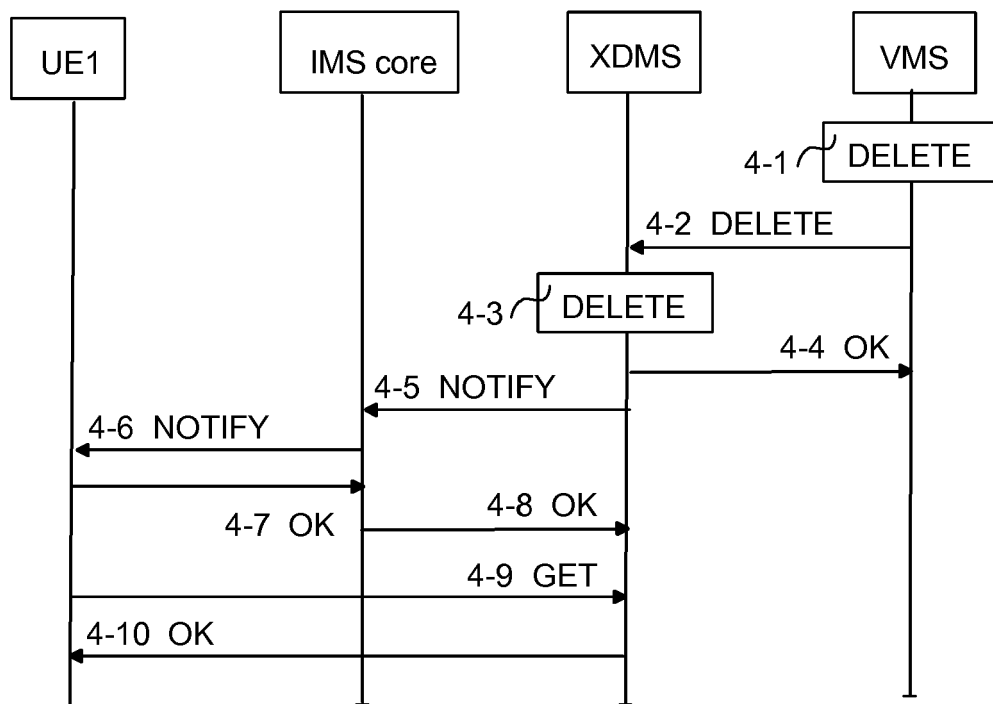 UE1
IMS core
XDMS
VMS
4-1 DELETE
4-2 DELETE
4-3 DELETE
4-4 OK
4-5 NOTIFY
4-6 NOTIFY
4-7 OK
4-8 OK
4-9 GET
4-10 OK